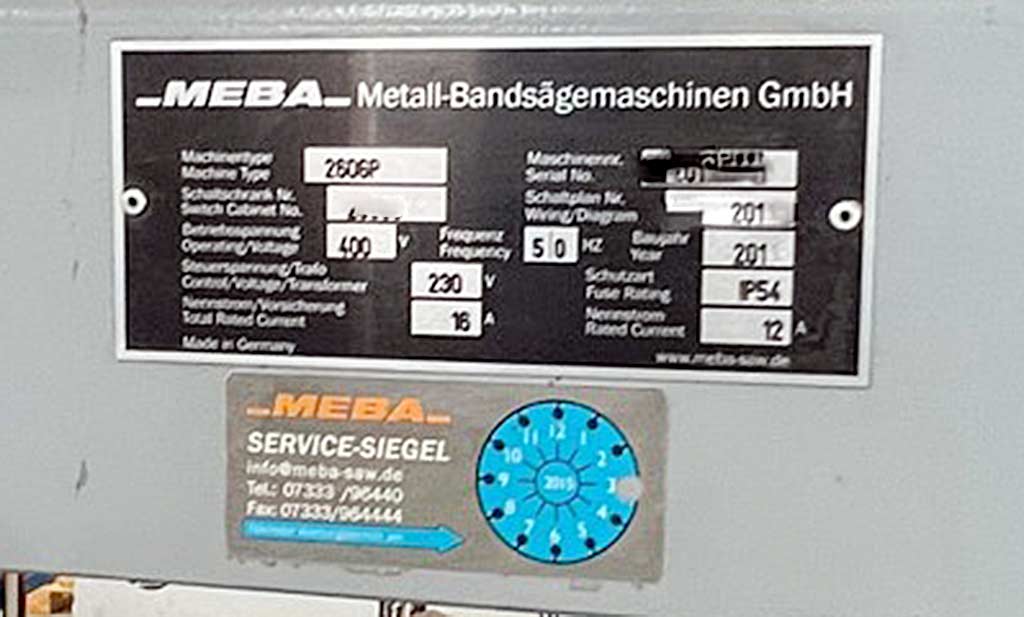 MEBA Metall-Bandsägemaschinen GmbH
Machinentype
Machine Type 2606P
Maschinennr.
Serial No.
Schaltschrank Nr.
Switch Cabinet No.
Schaltplan Nr.
Wiring/Diagram 201
Betriebsspannung
Operating/Voltage 400 V
Frequenz
Frequency 50 HZ
Baujahr
Year 201
Steuerspannung/Trafo
Control/Voltage/Transformer 230 V
Schutzart
Fuse Rating IP54
Nennstrom/Vorsicherung
Total Rated Current 16 A
Nennstrom
Rated Current 12 A
Made in Germany
www.meba-saw.de
MEBA
SERVICE-SIEGEL
info@meba-saw.de
Tel.: 07333 /96440
Fax: 07333/964444
12 1 2 3 4 5 6 7 8 9 10 11
2015